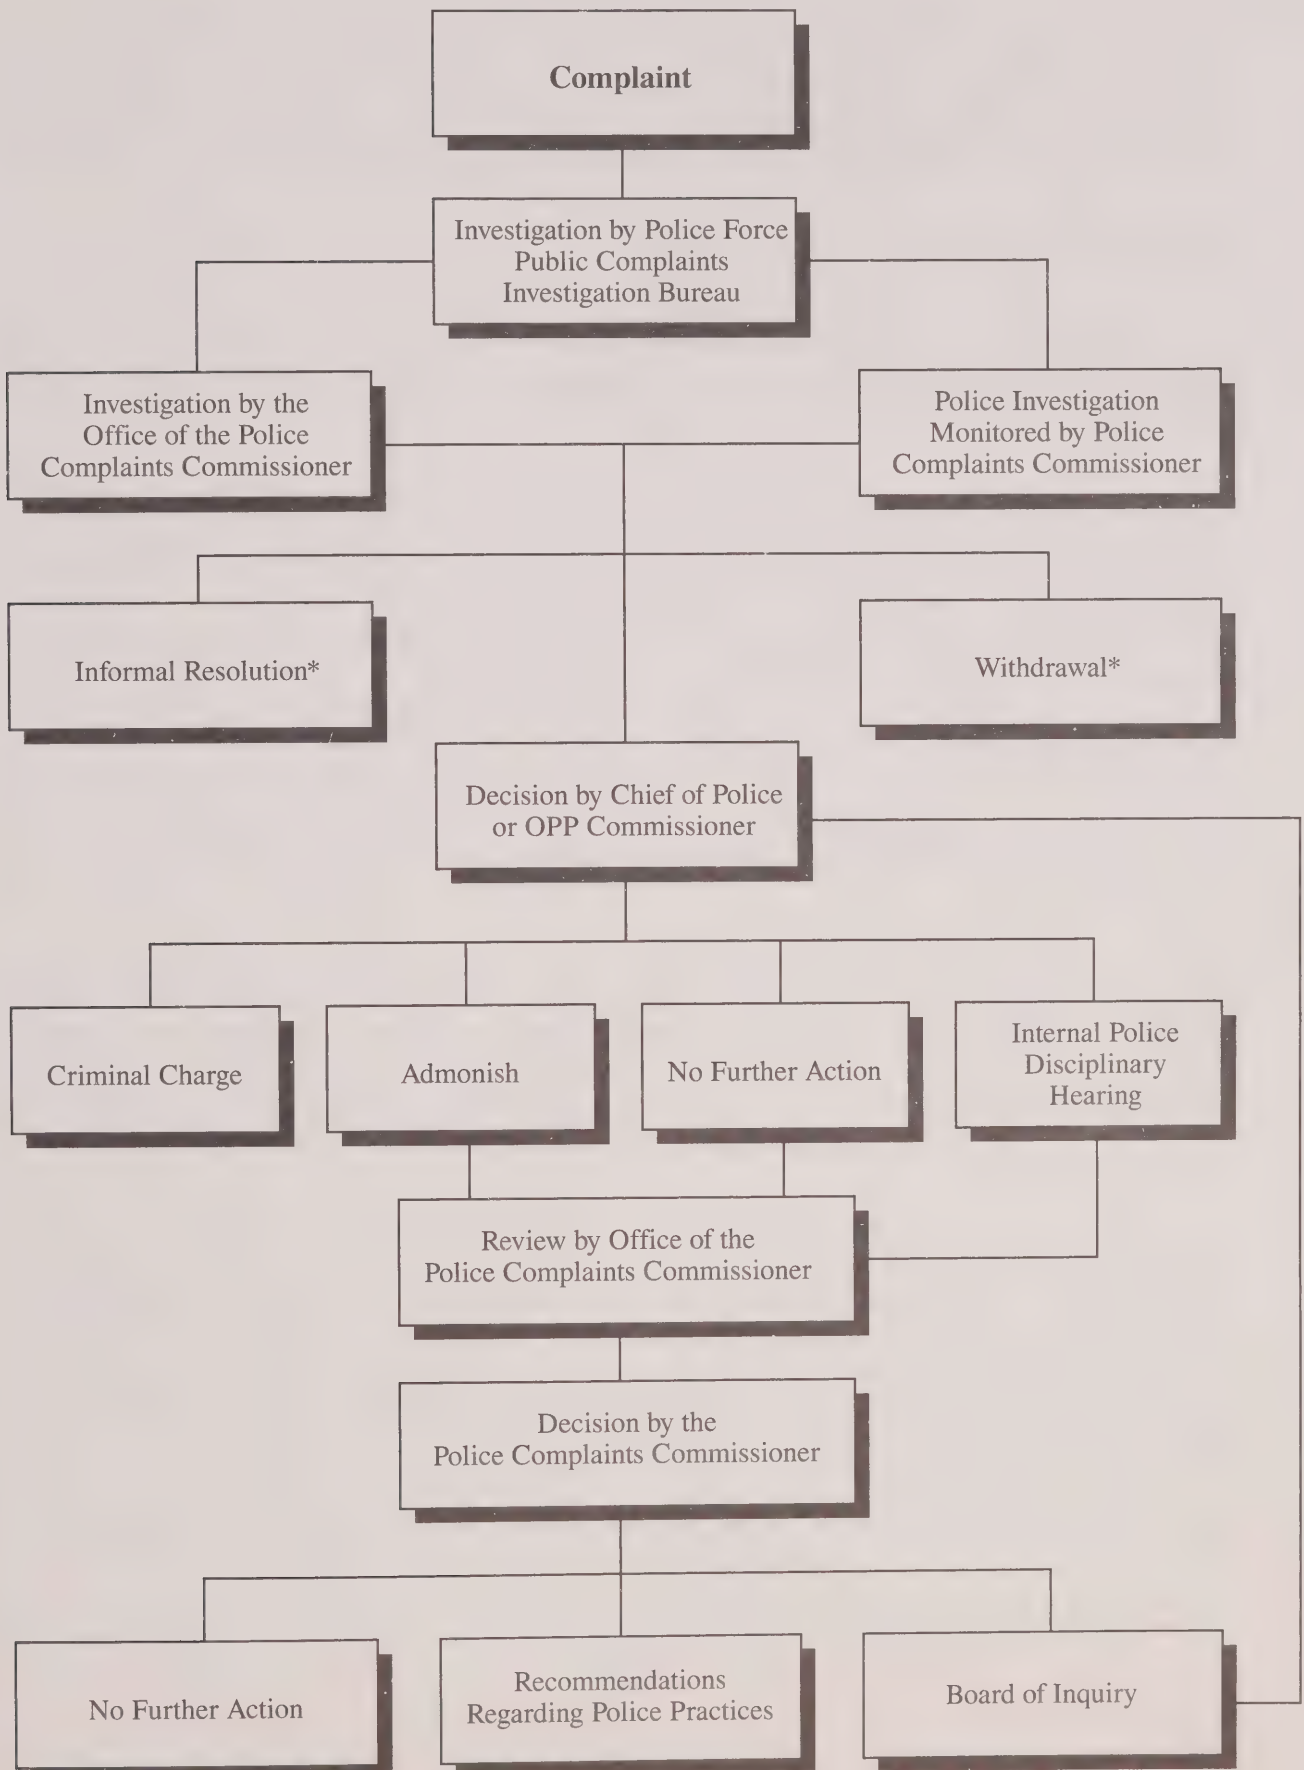 Complaint
Investigation by Police Force
Public Complaints
Investigation Bureau
Investigation by the
Office of the Police
Complaints Commissioner
Police Investigation
Monitored by Police
Complaints Commissioner
Informal Resolution*
Withdrawal*
Decision by Chief of Police
or OPP Commissioner
Criminal Charge
Admonish
No Further Action
Internal Police
Disciplinary
Hearing
Review by Office of the
Police Complaints Commissioner
Decision by the
Police Complaints Commissioner
No Further Action
Recommendations
Regarding Police Practices
Board of Inquiry